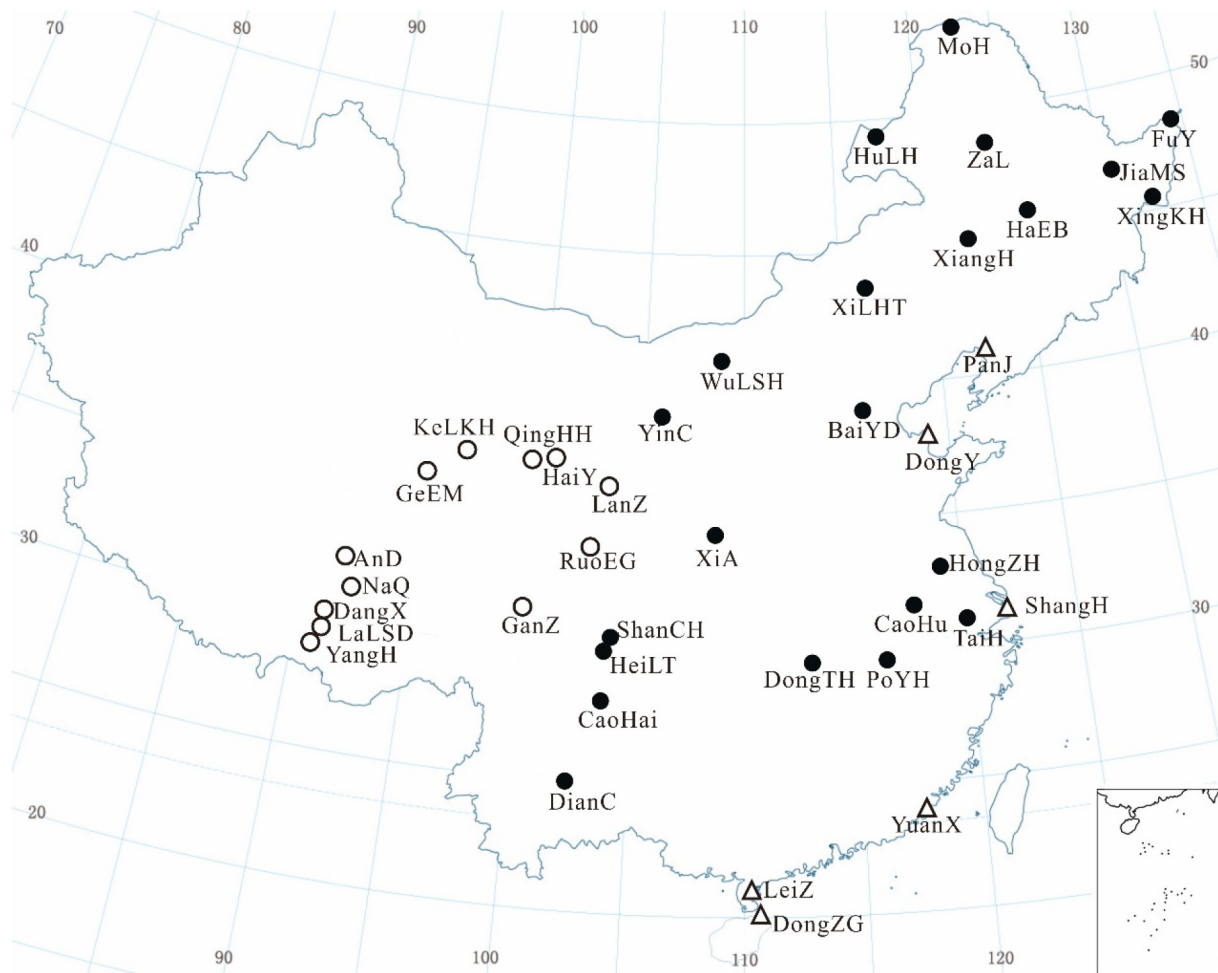 70
80
90
100
110
120
130
MoH
50
FuY
HuLH
ZaL
JiaMS
XingKH
HaEB
XiangH
40
XiLHT
40
PanJ
WuLSH
KeLKH
QingHH
YinC
BaiYD
DongY
HaiY
GeEM
LanZ
30
AnD
RuoEG
XiA
HongZH
NaQ
DangX
ShangH
30
LaLSD
GanZ
ShanCH
CaoHu
TaiH
YangH
HeiLT
DongTH
PoYH
CaoHai
DianC
20
YuanX
LeiZ
DongZG
90
100
110
120